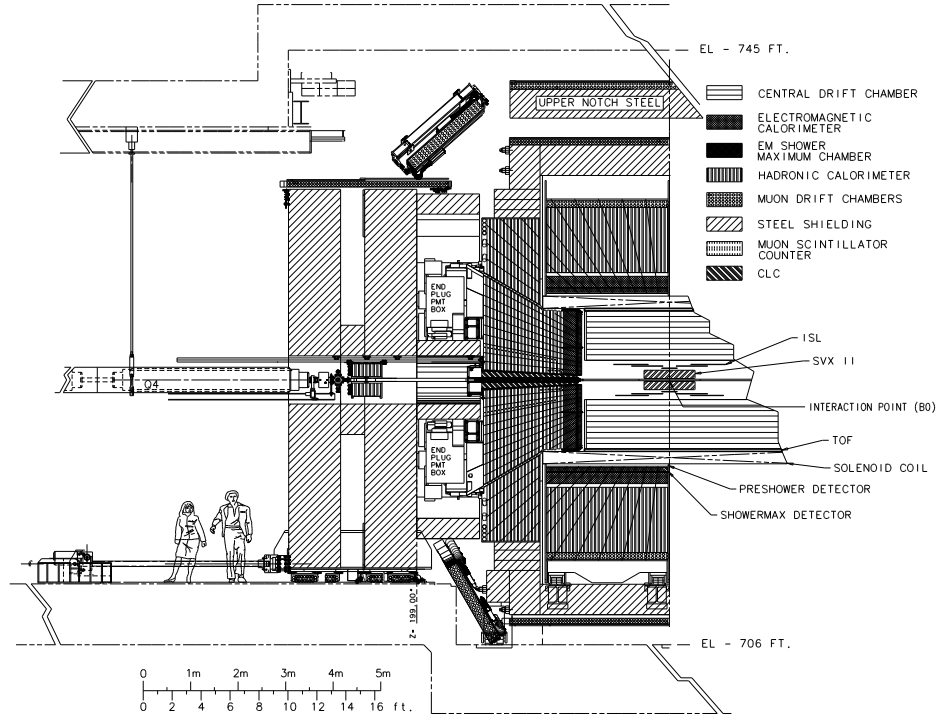 EL - 745 FT.
UPPER NOTCH STEEL
CENTRAL DRIFT CHAMBER
ELECTROMAGNETIC
CALORIMETER
EM SHOWER
MAXIMUM CHAMBER
HADRONIC CALORIMETER
MUON DRIFT CHAMBERS
STEEL SHIELDING
MUON SCINTILLATOR
COUNTER
CLC
END
PLUG
PMT
BOX
ISL
SVX II
Q4
INTERACTION POINT (B0)
END
PLUG
PMT
BOX
TOF
SOLENOID COIL
PRESHOWER DETECTOR
SHOWERMAX DETECTOR
Z= 199.00"
EL - 706 FT.
0 1m 2m 3m 4m 5m
0 2 4 6 8 10 12 14 16 ft.